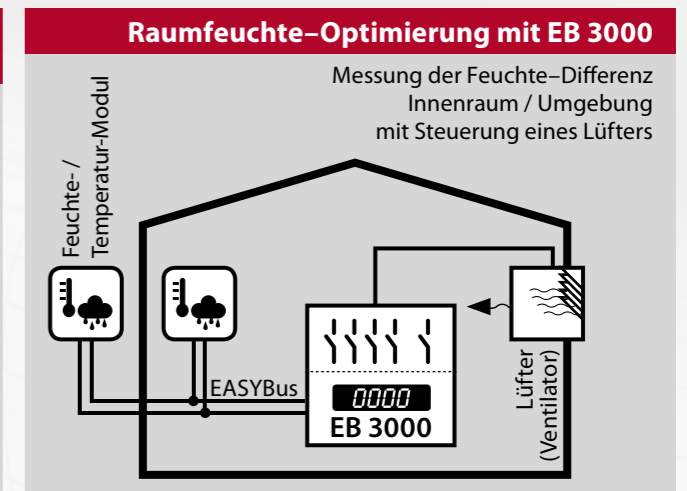 Raumfeuchte–Optimierung mit EB 3000
Messung der Feuchte–Differenz
Innenraum / Umgebung
mit Steuerung eines Lüfters
Feuchte- /
Temperatur-Modul
EASYBus
0000
EB 3000
Lüfter
(Ventilator)